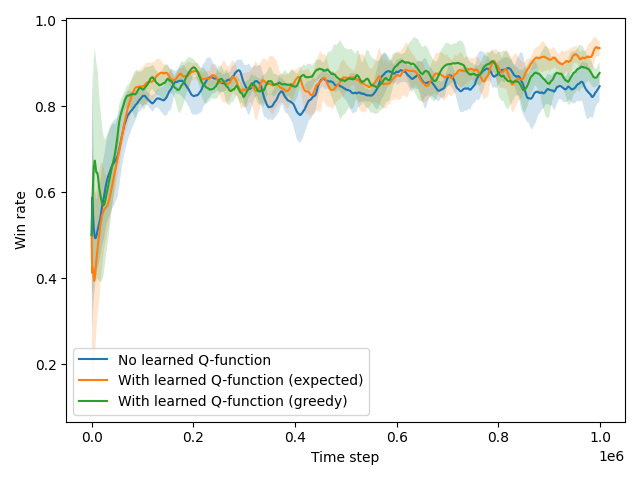 1.0
0.8
0.6
0.4
0.2
Win rate
No learned Q-function
With learned Q-function (expected)
With learned Q-function (greedy)
0.0 0.2 0.4 0.6 0.8 1.0
1e6
Time step